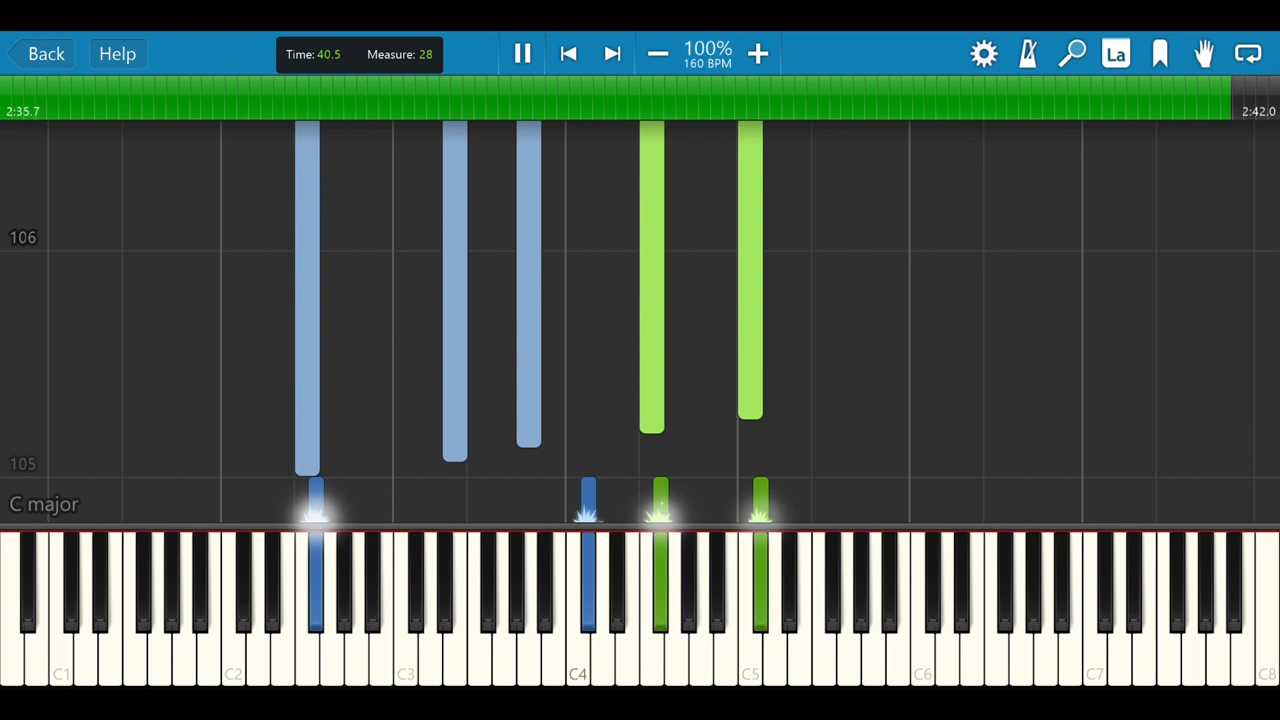 Back
Help
Time: 40.5 Measure: 28
100%
160 BPM
La
2:35.7
2:42.0
106
105
C major
C1 C2 C3 C4 C5 C6 C7 C8